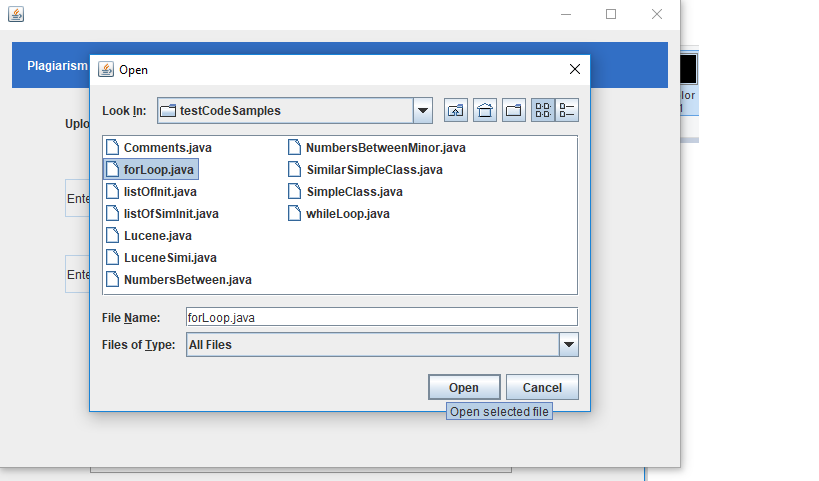 Plagiarism
Open
Look In: testCodeSamples
Uplo
Comments.java
forLoop.java
listOfInit.java
listOfSimInit.java
Lucene.java
LuceneSimi.java
NumbersBetween.java
NumbersBetweenMinor.java
SimilarSimpleClass.java
SimpleClass.java
whileLoop.java
Ente
Ente
File Name: forLoop.java
Files of Type: All Files
Open Cancel
Open selected file
lor